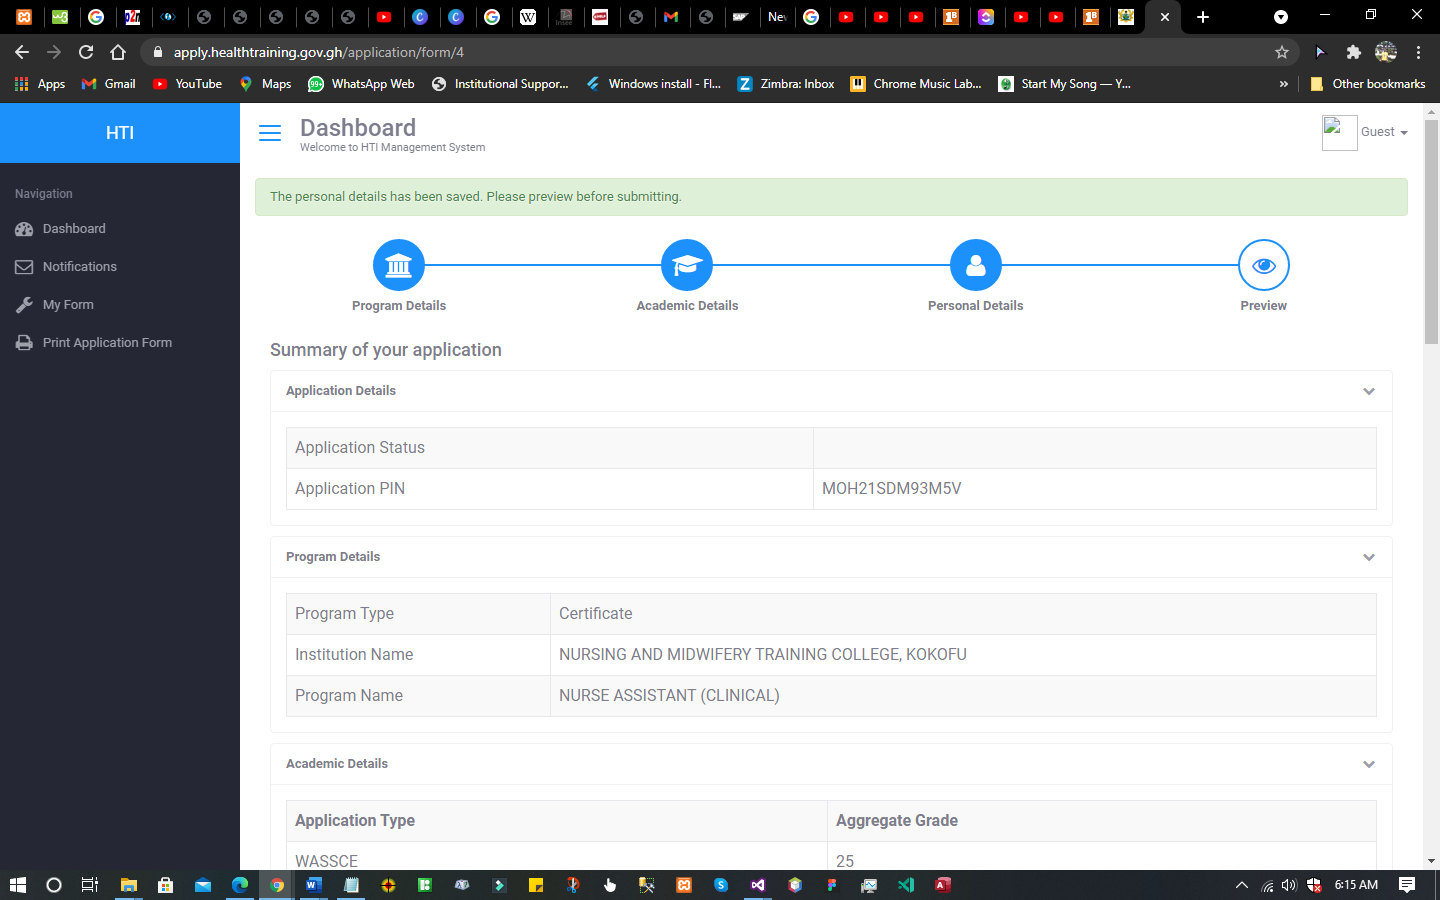 New
apply.healthtraining.gov.gh/application/form/4
Apps
Gmail
YouTube
Maps
WhatsApp Web
Institutional Suppor...
Windows install - Fl...
Zimbra: Inbox
Chrome Music Lab...
Start My Song — Y...
»
Other bookmarks
HTI
Dashboard
Welcome to HTI Management System
Guest
Navigation
Dashboard
Notifications
My Form
Print Application Form
The personal details has been saved. Please preview before submitting.
Program Details
Academic Details
Personal Details
Preview
Summary of your application
Application Details
Application Status
Application PIN MOH21SDM93M5V
Program Details
Program Type Certificate
Institution Name NURSING AND MIDWIFERY TRAINING COLLEGE, KOKOFU
Program Name NURSE ASSISTANT (CLINICAL)
Academic Details
Application Type Aggregate Grade
WASSCE 25
6:15 AM